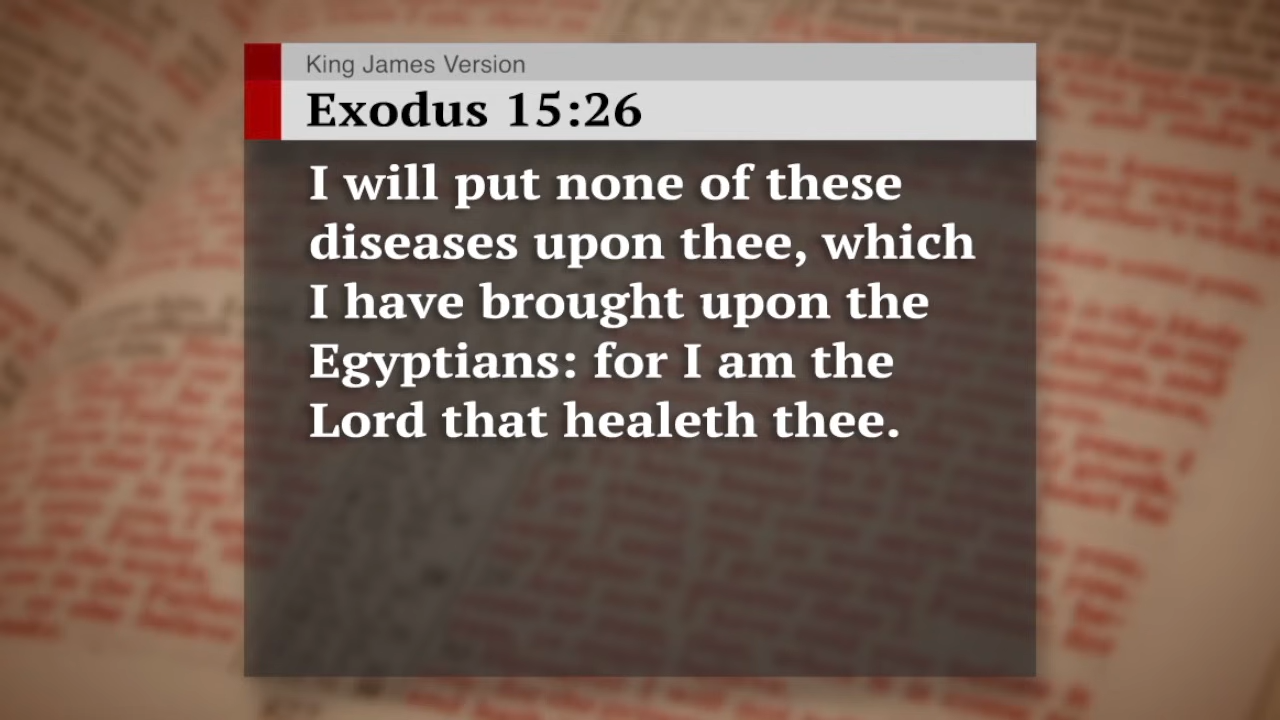 King James Version
Exodus 15:26
I will put none of these
diseases upon thee, which
I have brought upon the
Egyptians: for I am the
Lord that healeth thee.